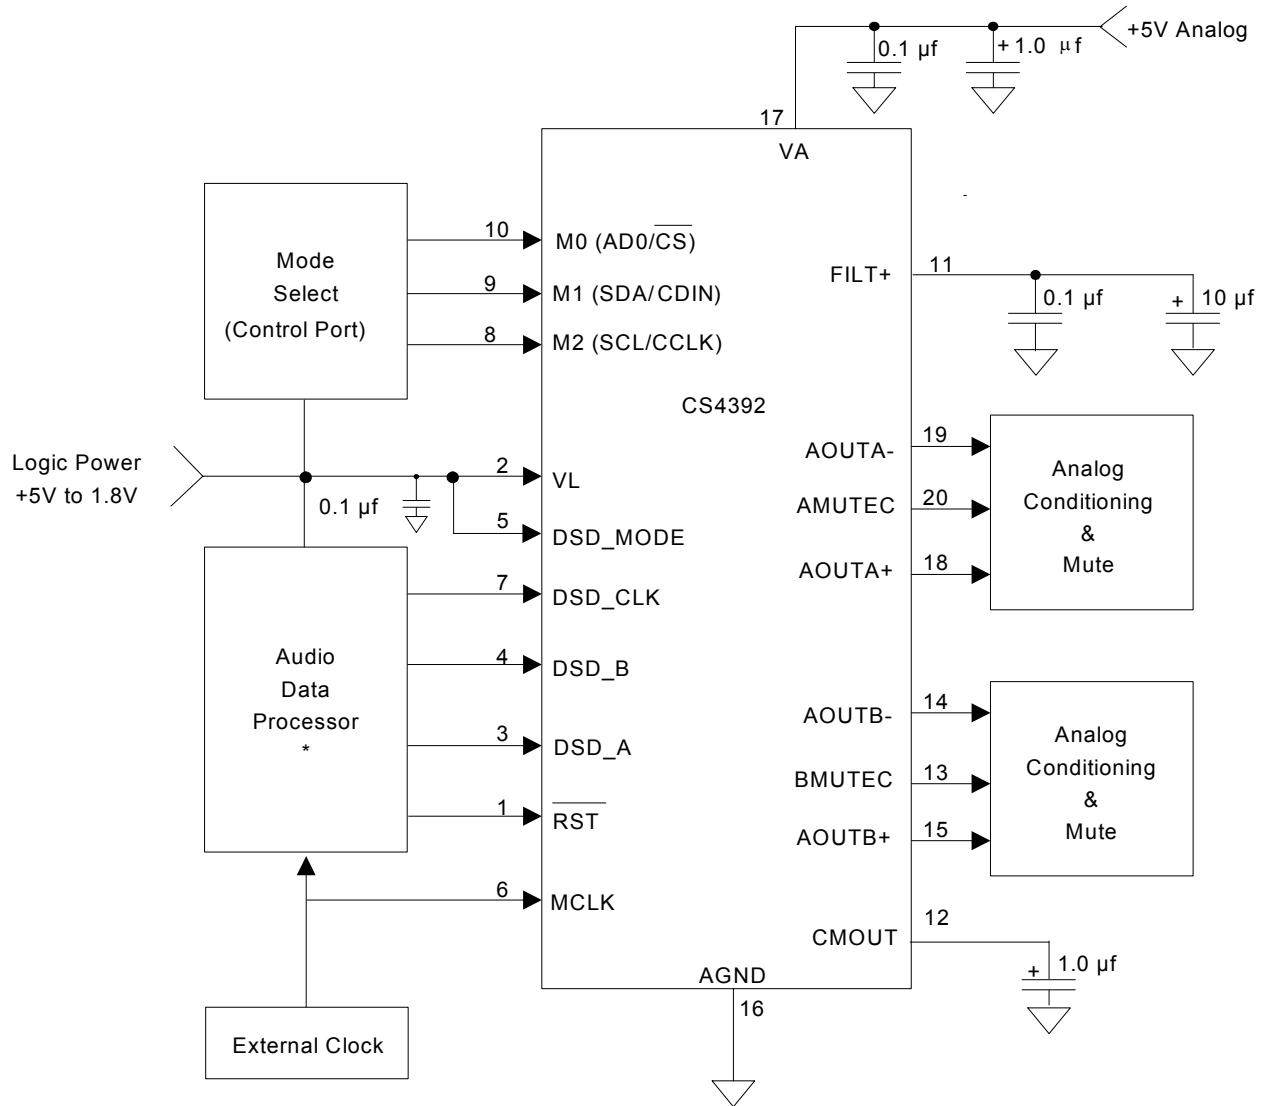 +5V Analog
0.1 µf
+ 1.0 µf
17
VA
Mode
Select
(Control Port)
10
M0 (AD0/CS)
9
M1 (SDA/CDIN)
8
M2 (SCL/CCLK)
FILT+
11
0.1 µf
+ 10 µf
CS4392
Logic Power
+5V to 1.8V
0.1 µf
2
VL
5
DSD_MODE
AOUTA-
19
AMUTEC
20
AOUTA+
18
Analog
Conditioning
&
Mute
Audio
Data
Processor
*
7
DSD_CLK
4
DSD_B
3
DSD_A
1
RST
6
MCLK
AOUTB-
14
BMUTEC
13
AOUTB+
15
Analog
Conditioning
&
Mute
CMOUT
12
+ 1.0 µf
AGND
16
External Clock